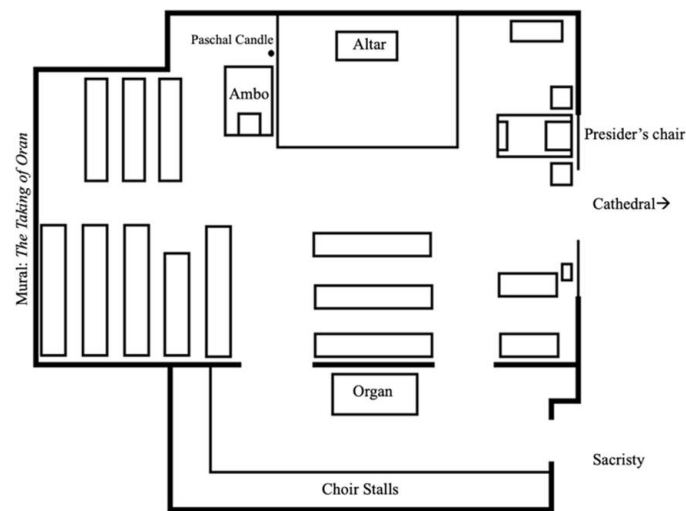 Paschal Candle
Altar
Ambo
Presider's chair
Cathedral→
Mural: The Taking of Oran
Organ
Sacristy
Choir Stalls